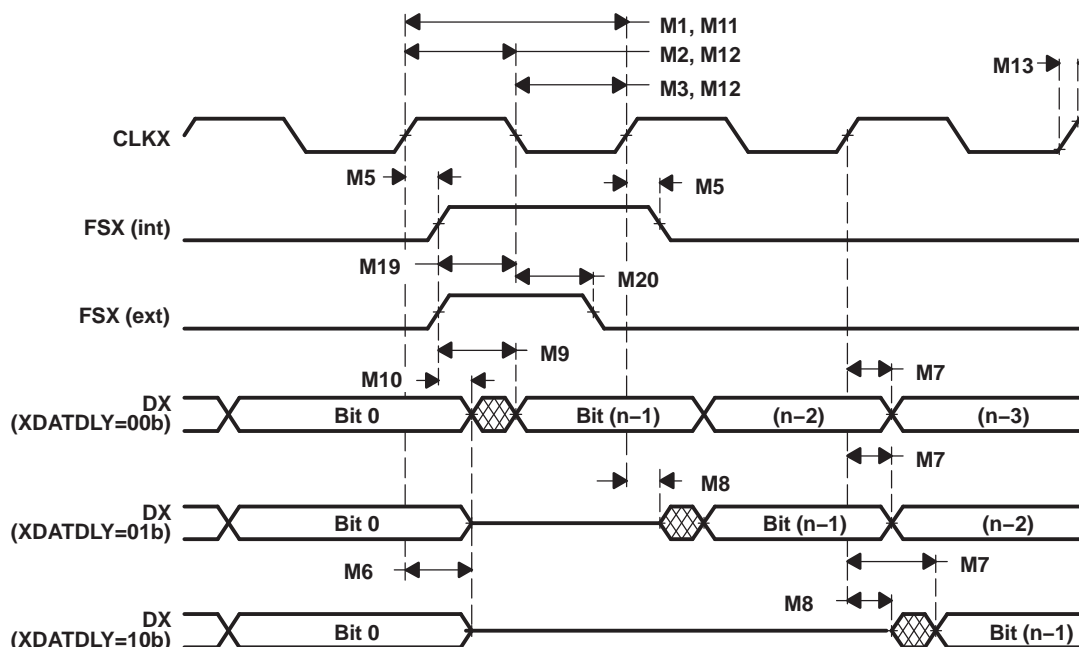 M1, M11
M2, M12
M13
M3, M12
CLKX
M5
M5
FSX (int)
M19
M20
FSX (ext)
M9
M10
M7
DX
(XDATDLY=00b)
Bit 0
Bit (n−1)
(n−2)
(n−3)
M7
M8
DX
(XDATDLY=01b)
Bit 0
Bit (n−1)
(n−2)
M6
M7
M8
DX
(XDATDLY=10b)
Bit 0
Bit (n−1)